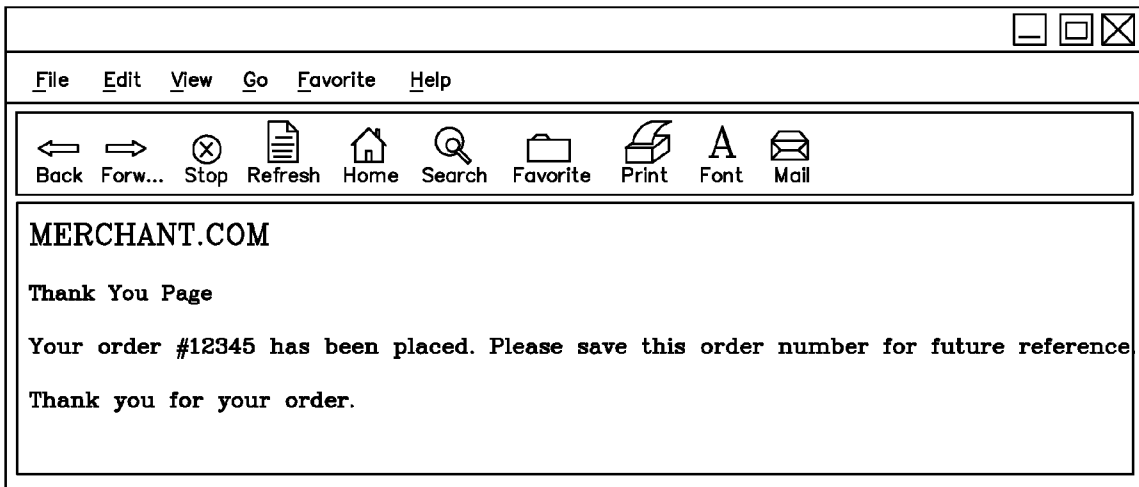 File Edit View Go Favorite Help
Back Forw... Stop Refresh Home Search Favorite Print Font Mail
MERCHANT.COM
Thank You Page
Your order #12345 has been placed. Please save this order number for future reference.
Thank you for your order.